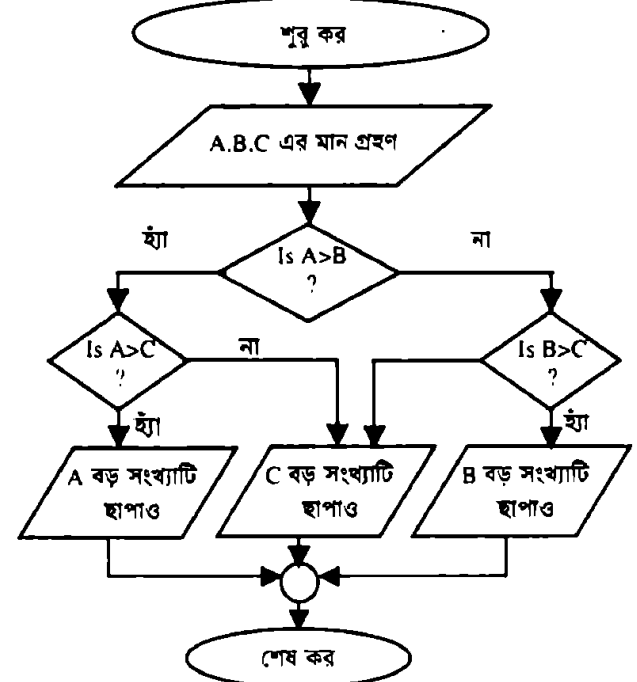 শুরু কর
A.B.C এর মান গ্রহণ
হ্যাঁ
না
Is A>B
?
Is A>C
?
না
Is B>C
?
হ্যাঁ
হ্যাঁ
A বড় সংখ্যাটি
ছাপাও
C বড় সংখ্যাটি
ছাপাও
B বড় সংখ্যাটি
ছাপাও
শেষ কর